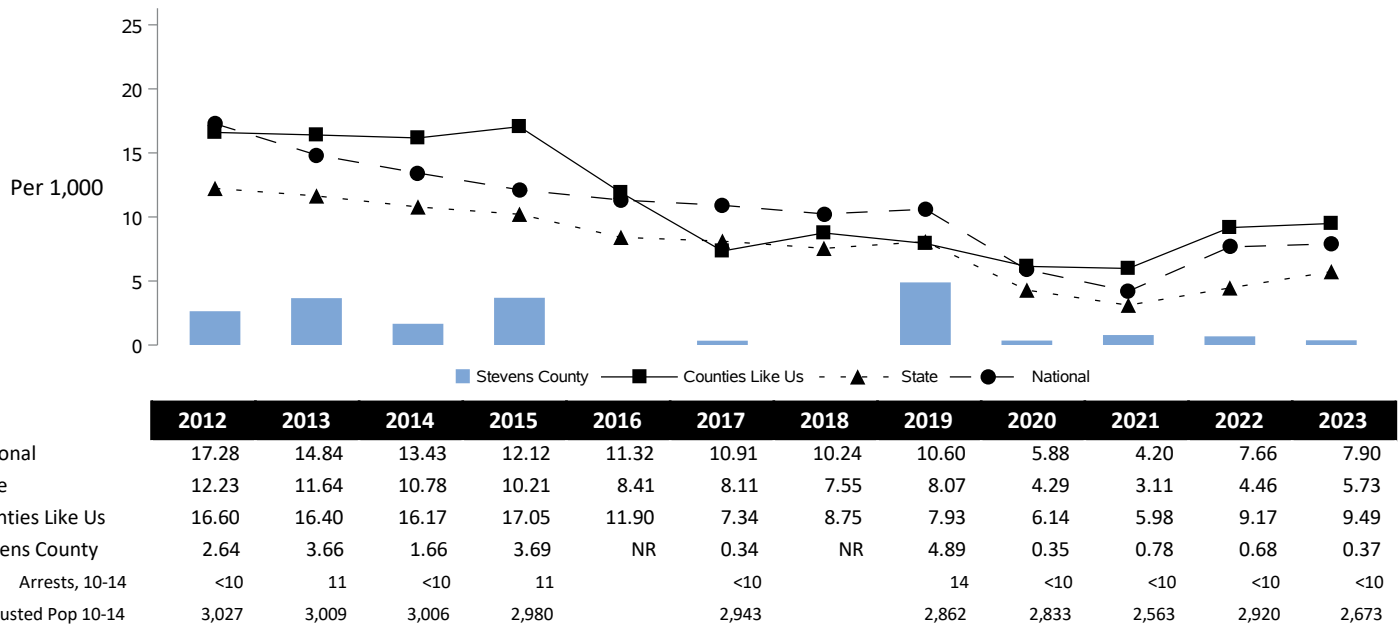 25
20
15
Per 1,000
10
5
0
Stevens County Counties Like Us State National
2012 2013 2014 2015 2016 2017 2018 2019 2020 2021 2022 2023
onal 17.28 14.84 13.43 12.12 11.32 10.91 10.24 10.60 5.88 4.20 7.66 7.90
e 12.23 11.64 10.78 10.21 8.41 8.11 7.55 8.07 4.29 3.11 4.46 5.73
nties Like Us 16.60 16.40 16.17 17.05 11.90 7.34 8.75 7.93 6.14 5.98 9.17 9.49
ens County 2.64 3.66 1.66 3.69 NR 0.34 NR 4.89 0.35 0.78 0.68 0.37
Arrests, 10-14 <10 11 <10 11 <10 14 <10 <10 <10 <10
usted Pop 10-14 3,027 3,009 3,006 2,980 2,943 2,862 2,833 2,563 2,920 2,673